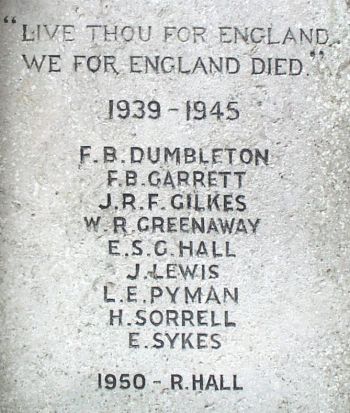 "LIVE THOU FOR ENGLAND
WE FOR ENGLAND DIED."
1939-1945
F.B. DUMBLETON
F.B. GARRETT
J.R.F. GILKES
W.R. GREENAWAY
E.S.G. HALL
J. LEWIS
L.E. PYMAN
H. SORRELL
E. SYKES
1950 - R. HALL